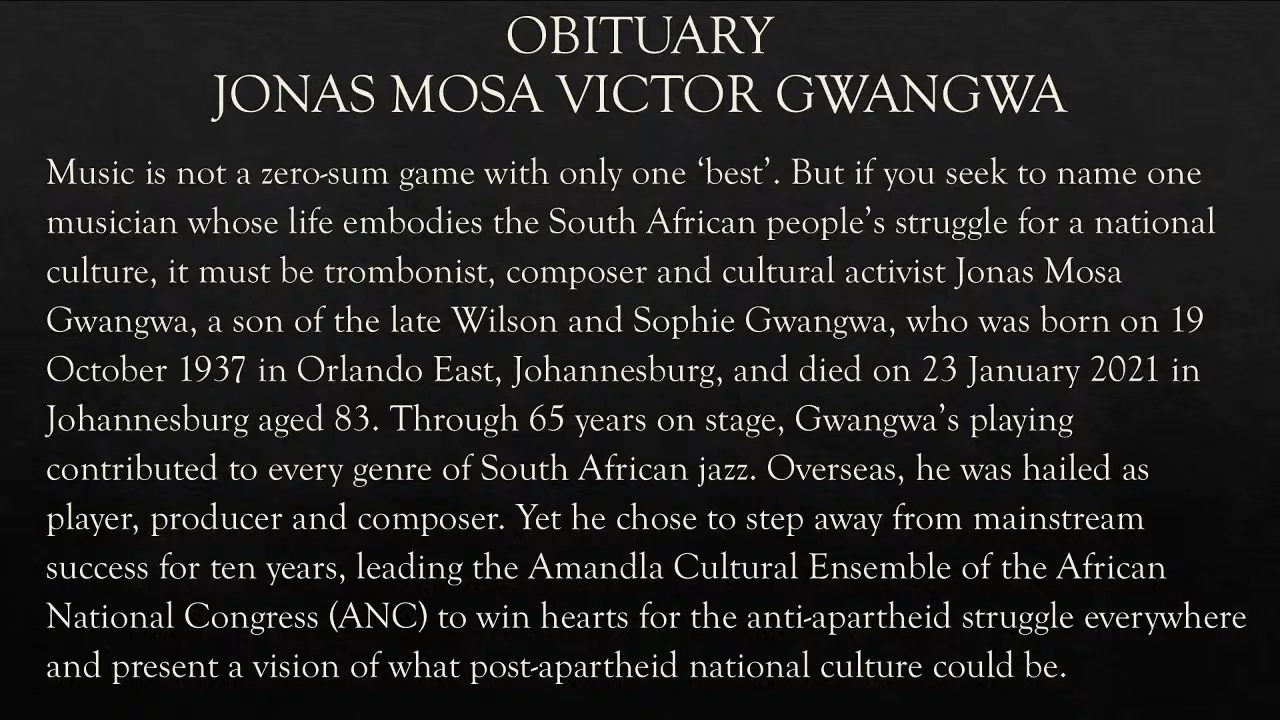 OBITUARY
JONAS MOSA VICTOR GWANGWA
Music is not a zero-sum game with only one ‘best’. But if you seek to name one
musician whose life embodies the South African people’s struggle for a national
culture, it must be trombonist, composer and cultural activist Jonas Mosa
Gwangwa, a son of the late Wilson and Sophie Gwangwa, who was born on 19
October 1937 in Orlando East, Johannesburg, and died on 23 January 2021 in
Johannesburg aged 83. Through 65 years on stage, Gwangwa’s playing
contributed to every genre of South African jazz. Overseas, he was hailed as
player, producer and composer. Yet he chose to step away from mainstream
success for ten years, leading the Amandla Cultural Ensemble of the African
National Congress (ANC) to win hearts for the anti-apartheid struggle everywhere
and present a vision of what post-apartheid national culture could be.